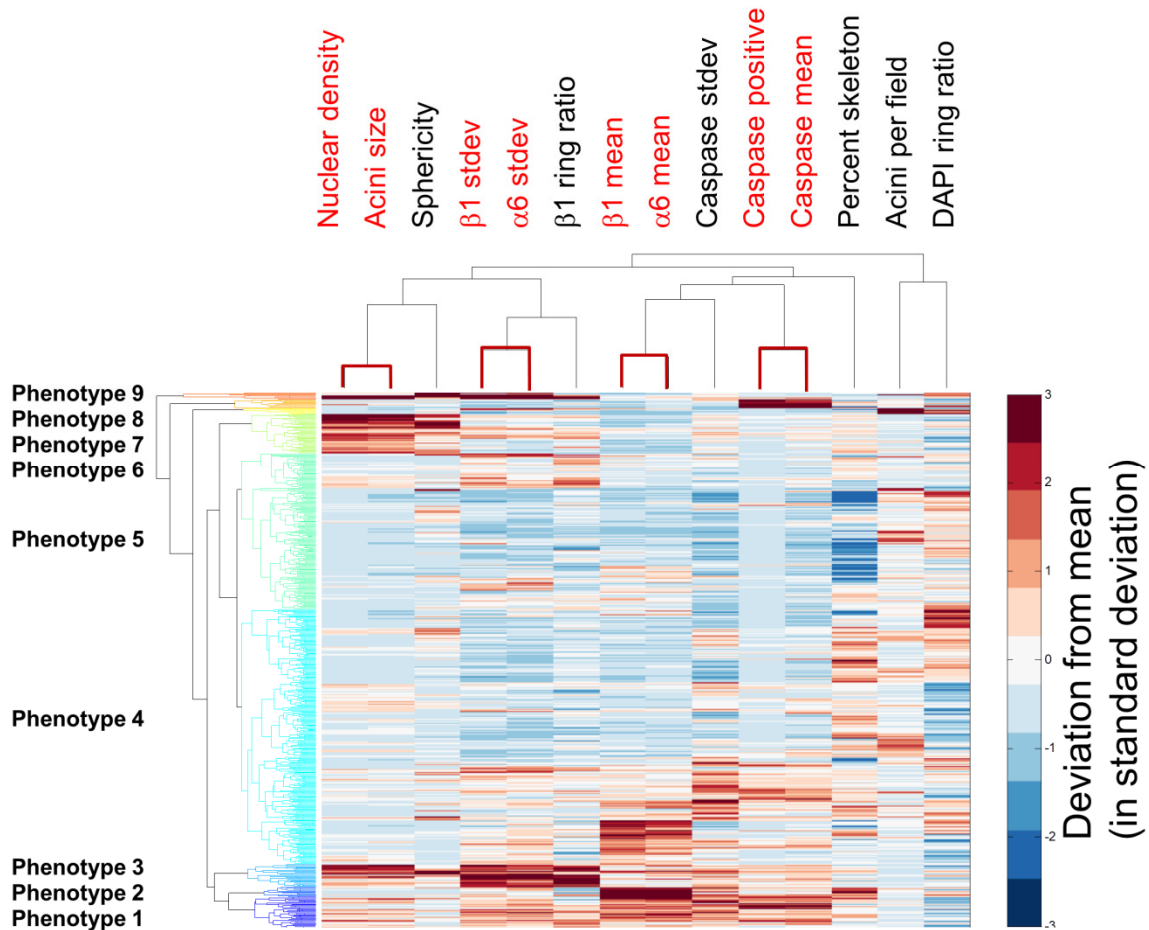 Nuclear density
Acini size
Sphericity
β1 stdev
α6 stdev
β1 ring ratio
β1 mean
α6 mean
Caspase stdev
Caspase positive
Caspase mean
Percent skeleton
Acini per field
DAPI ring ratio
Phenotype 9
Phenotype 8
Phenotype 7
Phenotype 6
Phenotype 5
Phenotype 4
Phenotype 3
Phenotype 2
Phenotype 1
3
2
1
0
-1
-2
-3
Deviation from mean
(in standard deviation)